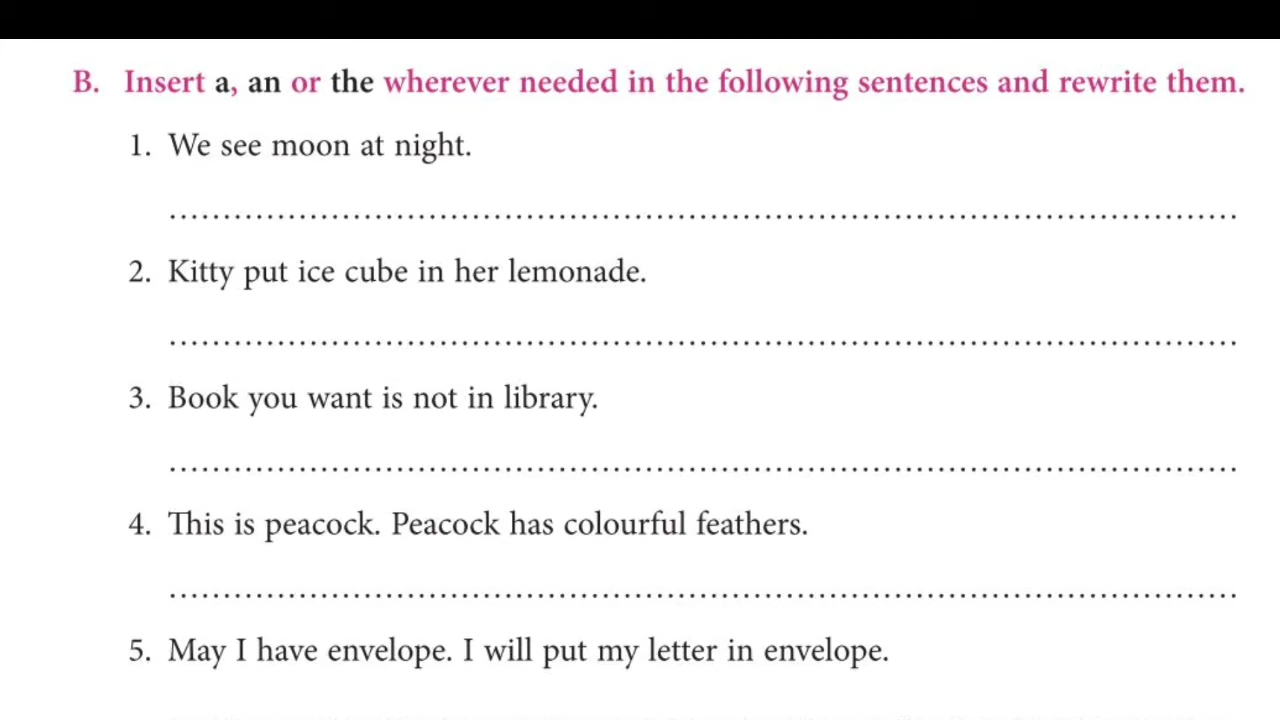 B. Insert a, an or the wherever needed in the following sentences and rewrite them.
1. We see moon at night.
2. Kitty put ice cube in her lemonade.
3. Book you want is not in library.
4. This is peacock. Peacock has colourful feathers.
5. May I have envelope. I will put my letter in envelope.